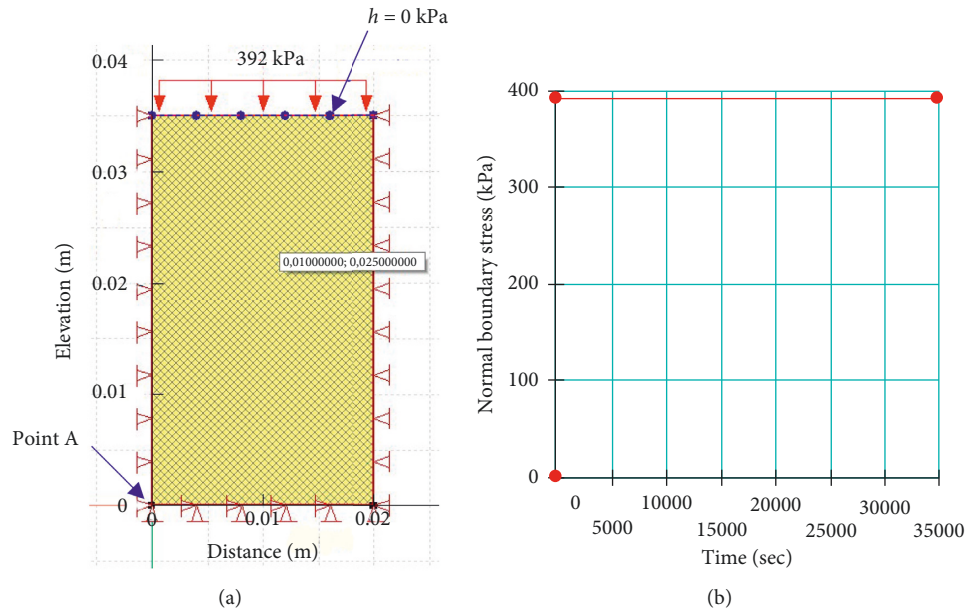 h = 0 kPa
0.04
392 kPa
0.03
0,01000000; 0,025000000
0.02
Elevation (m)
0.01
Point A
0
0
0.01
0.02
Distance (m)
(a)
400
300
200
100
0
Normal boundary stress (kPa)
0
10000
20000
30000
5000
15000
25000
35000
Time (sec)
(b)